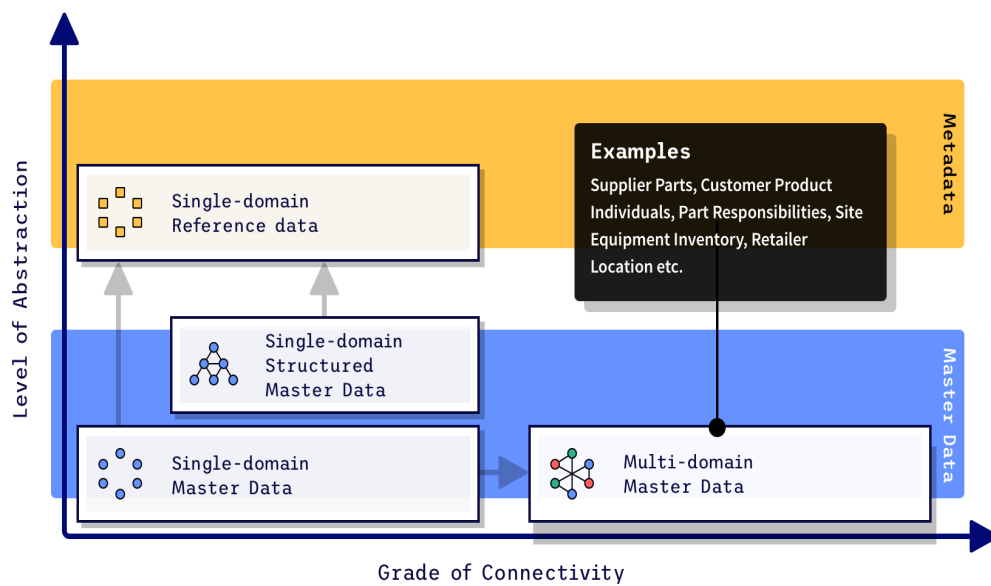 Level of Abstraction
Metadata
Examples
Supplier Parts, Customer Product
Individuals, Part Responsibilities, Site
Equipment Inventory, Retailer
Location etc.
Single-domain
Reference data
Single-domain
Structured
Master Data
Master Data
Single-domain
Master Data
Multi-domain
Master Data
Grade of Connectivity